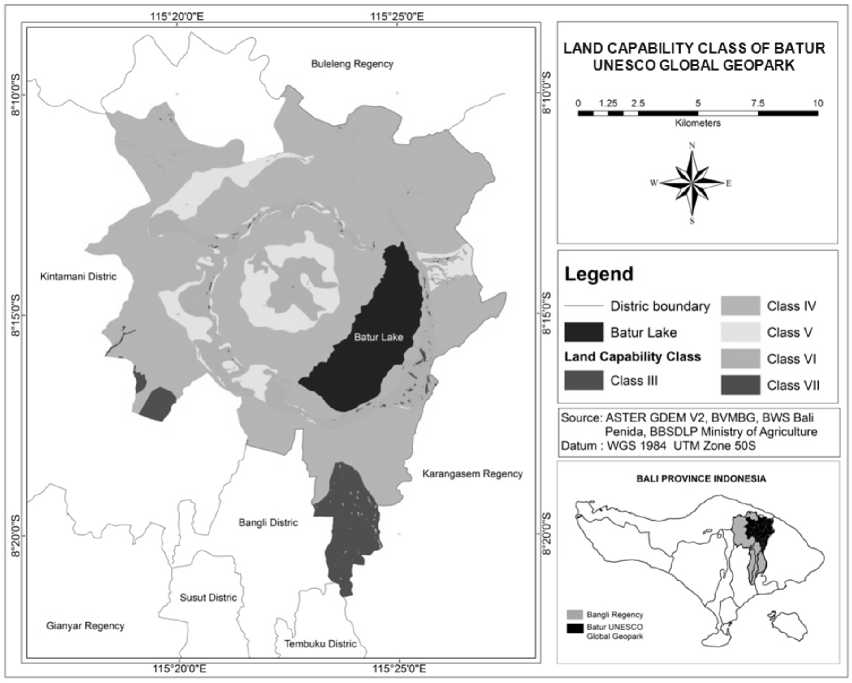 115°20'0"E
115°25'0"E
8°10'0"S
8°10'0"S
8°15'0"S
8°15'0"S
8°20'0"S
8°20'0"S
115°20'0"E
115°25'0"E
Buleleng Regency
Kintamani Distric
Batur Lake
Karangasem Regency
Bangli Distric
Susut Distric
Gianyar Regency
Tembuku Distric
LAND CAPABILITY CLASS OF BATUR
UNESCO GLOBAL GEOPARK
0 1.25 2.5 5 7.5 10
Kilometers
N
W E
S
Legend
Distric boundary
Batur Lake
Land Capability Class
Class III
Class IV
Class V
Class VI
Class VII
Source: ASTER GDEM V2, BVMBG, BWS Bali
Penida, BBSDLP Ministry of Agriculture
Datum : WGS 1984 UTM Zone 50S
BALI PROVINCE INDONESIA
Bangli Regency
Batur UNESCO
Global Geopark